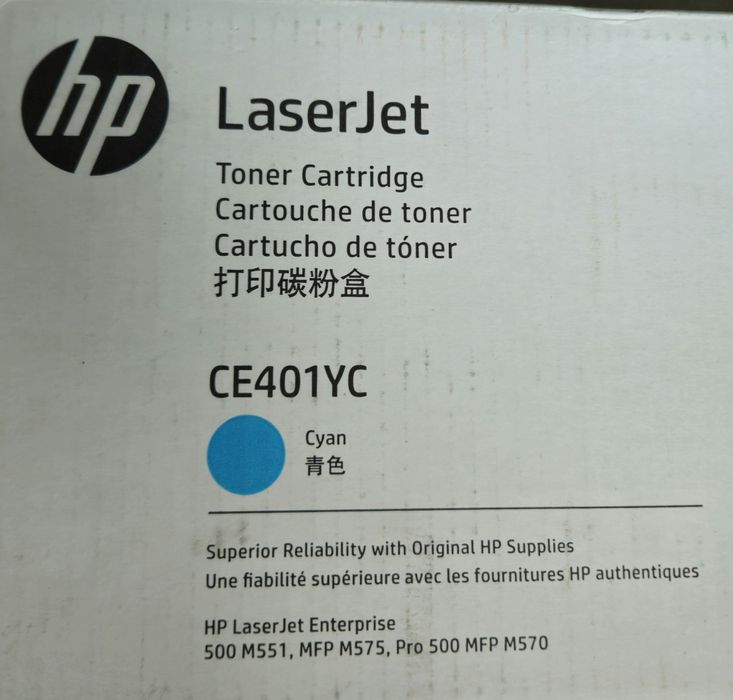 hp
LaserJet
Toner Cartridge
Cartouche de toner
Cartucho de tóner
打印碳粉盒
CE401YC
Cyan
青色
Superior Reliability with Original HP Supplies
Une fiabilité supérieure avec les fournitures HP authentiques
HP LaserJet Enterprise
500 M551, MFP M575, Pro 500 MFP M570